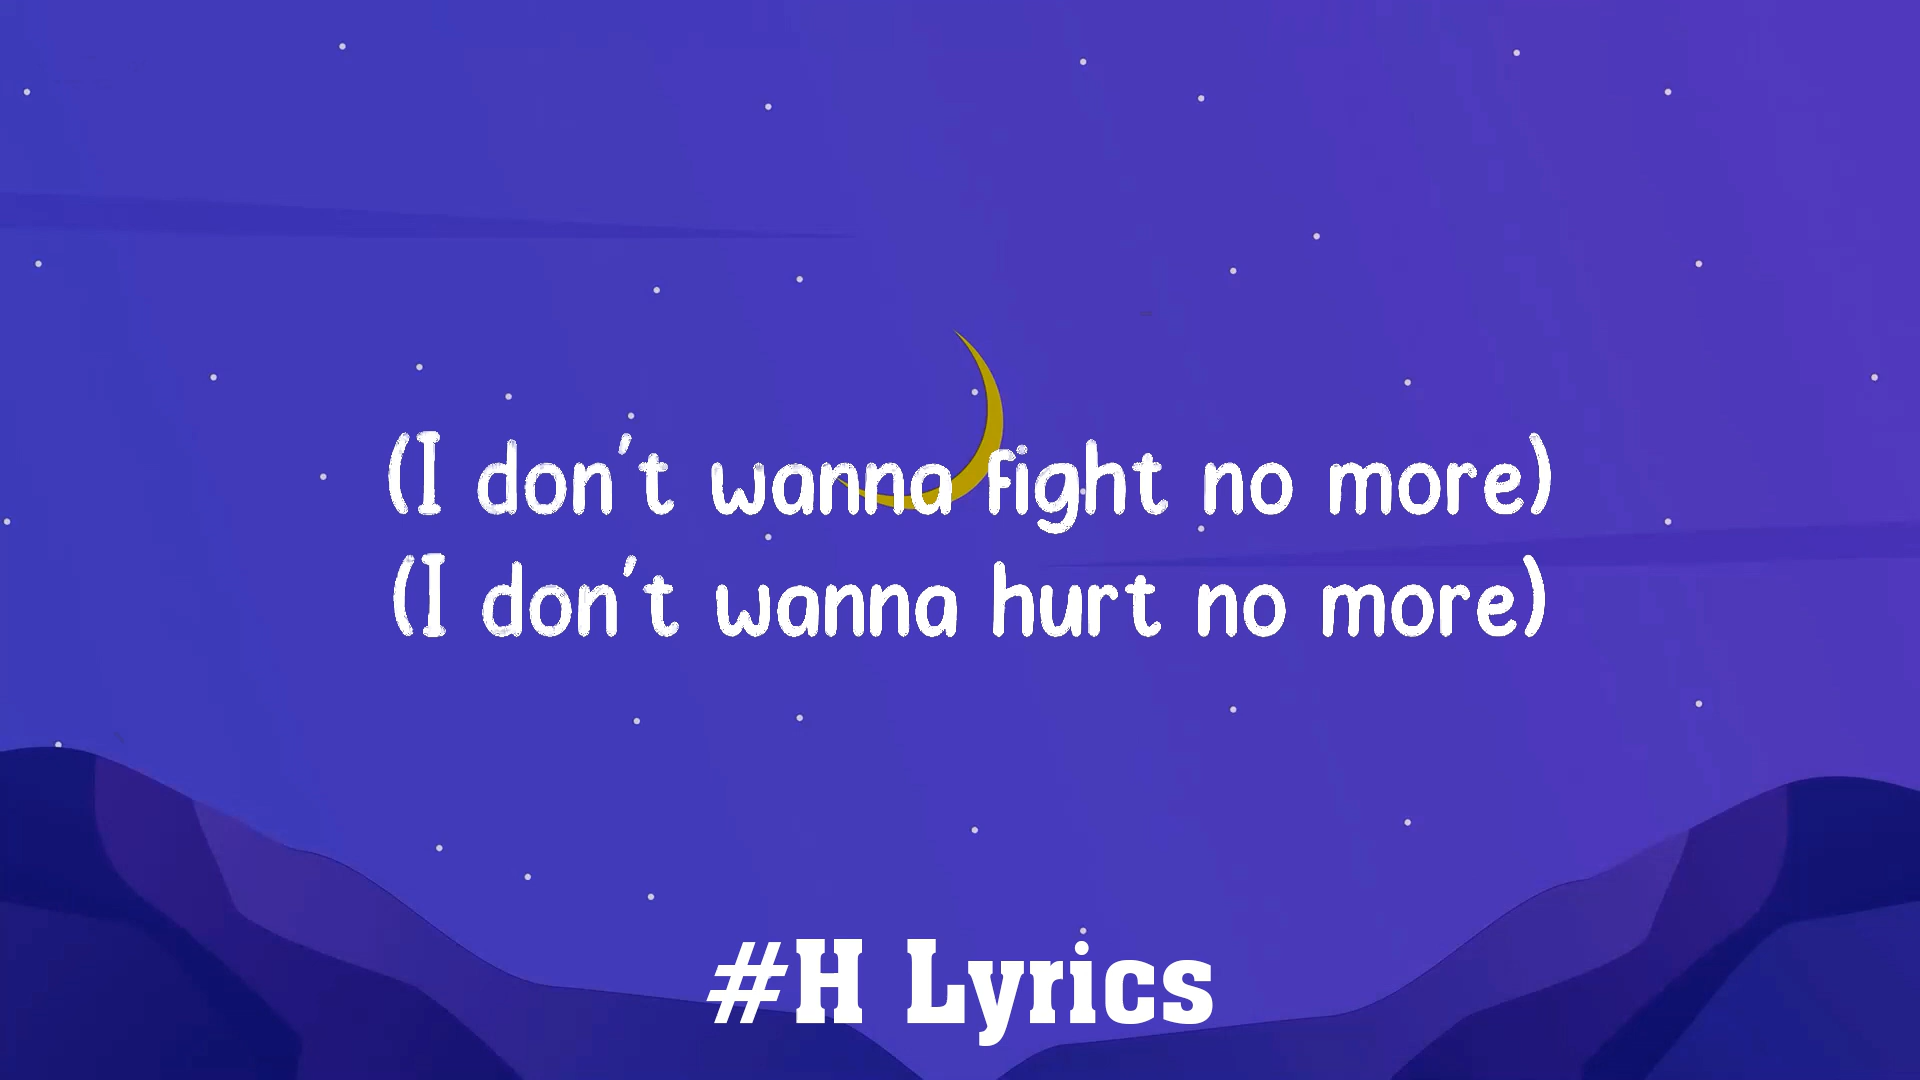 (I don't wanna fight no more)
(I don't wanna hurt no more)
#H Lyrics